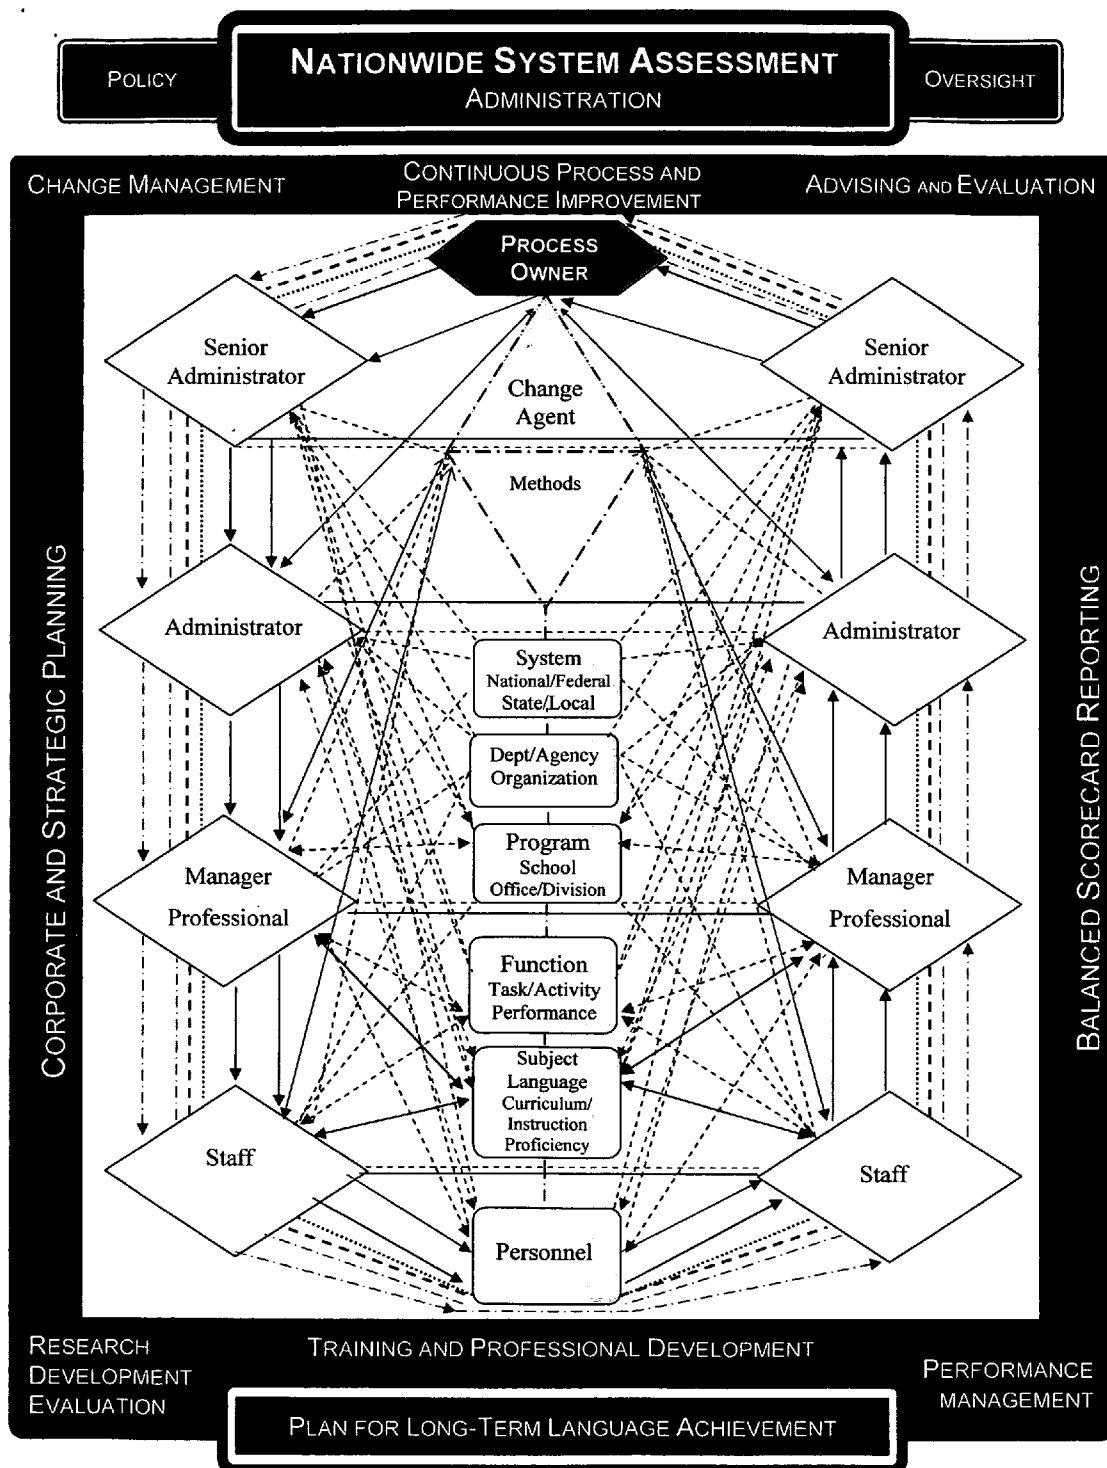 POLICY
NATIONWIDE SYSTEM ASSESSMENT
ADMINISTRATION
OVERSIGHT
CHANGE MANAGEMENT
CONTINUOUS PROCESS AND
PERFORMANCE IMPROVEMENT
ADVISING AND EVALUATION
PROCESS
OWNER
Senior
Administrator
Change
Agent
Senior
Administrator
Methods
CORPORATE AND STRATEGIC PLANNING
BALANCED SCORECARD REPORTING
Administrator
Administrator
System
National/Federal
State/Local
Dept/Agency
Organization
Program
School
Office/Division
Manager
Professional
Manager
Professional
Function
Task/Activity
Performance
Subject
Language
Curriculum/
Instruction
Proficiency
Staff
Staff
Personnel
RESEARCH
DEVELOPMENT
EVALUATION
TRAINING AND PROFESSIONAL DEVELOPMENT
PERFORMANCE
MANAGEMENT
PLAN FOR LONG-TERM LANGUAGE ACHIEVEMENT